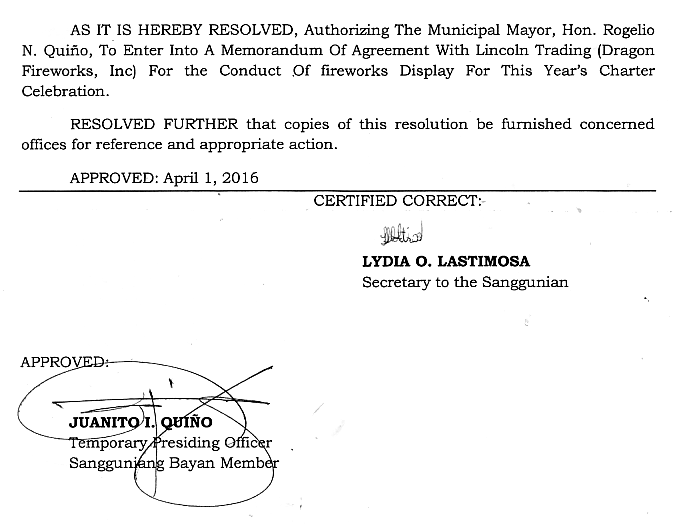 AS IT IS HEREBY RESOLVED, Authorizing The Municipal Mayor, Hon. Rogelio
N. Quiño, To Enter Into A Memorandum Of Agreement With Lincoln Trading (Dragon
Fireworks, Inc) For the Conduct Of fireworks Display For This Year's Charter
Celebration.
RESOLVED FURTHER that copies of this resolution be furnished concerned
offices for reference and appropriate action.
APPROVED: April 1, 2016
CERTIFIED CORRECT:
LYDIA O. LASTIMOSA
Secretary to the Sanggunian
APPROVED:
JUANITO I. QUIÑO
Temporary Presiding Officer
Sangguniang Bayan Member